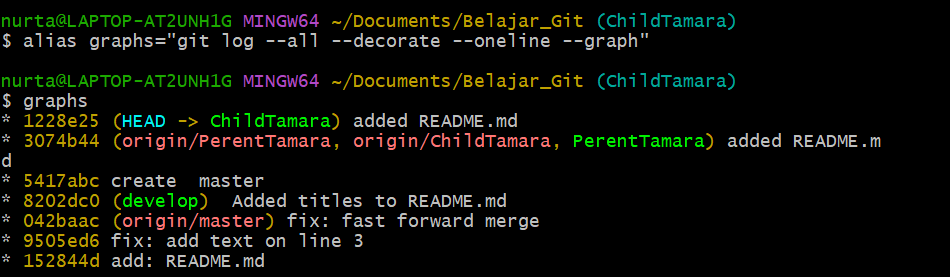 nurta@LAPTOP-AT2UNH1G MINGW64 ~/Documents/Belajar_Git (ChildTamara)
$ alias graphs="git log --all --decorate --oneline --graph"
nurta@LAPTOP-AT2UNH1G MINGW64 ~/Documents/Belajar_Git (ChildTamara)
$ graphs
* 1228e25 (HEAD -> ChildTamara) added README.md
* 3074b44 (origin/PerentTamara, origin/ChildTamara, PerentTamara) added README.m
d
* 5417abc create  master
* 8202dc0 (develop)  Added titles to README.md
* 042baac (origin/master) fix: fast forward merge
* 9505ed6 fix: add text on line 3
* 152844d add: README.md